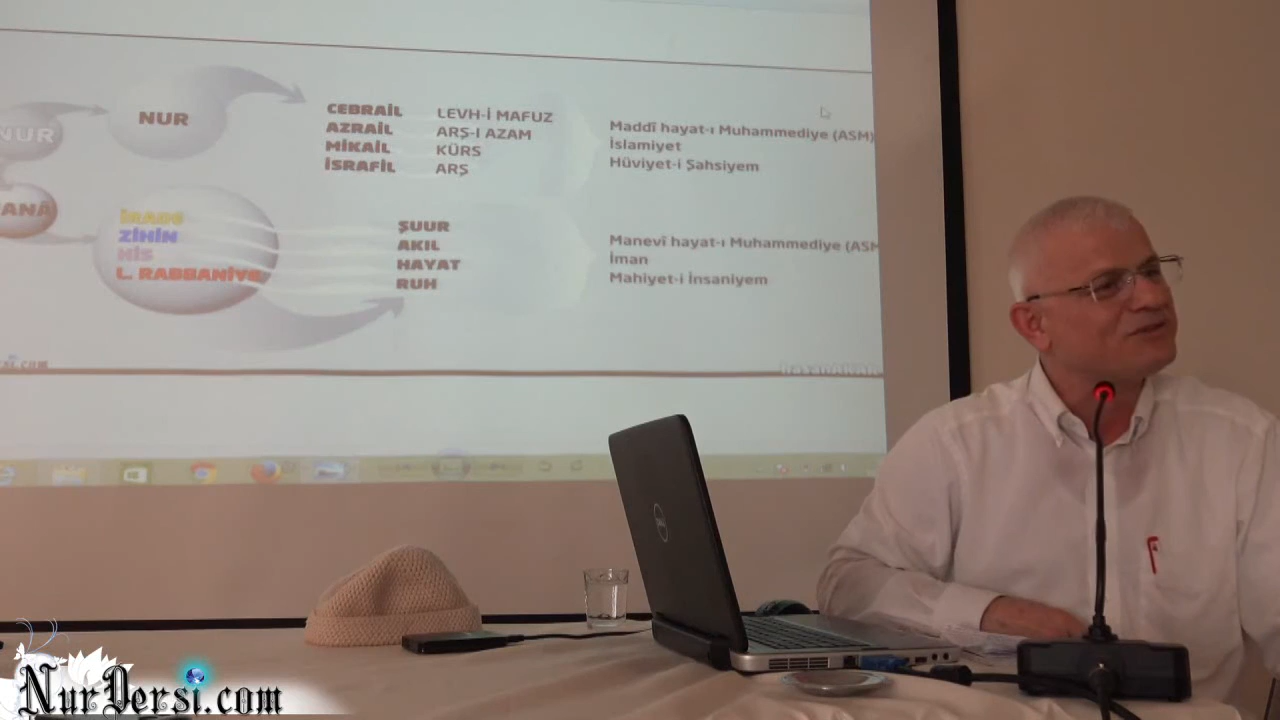 NUR
NUR
CEBRAİL LEVH-İ MAFUZ
AZRAİL ARŞ-I AZAM
MİKAİL KÜRS
İSRAFİL ARŞ
Maddî hayat-ı Muhammediye (ASM)
İslamiyet
Hüviyet-i Şahsiyem
ANÂ
İRADE
ZİHİN
HİS
L. RABBANİYE
ŞUUR
AKIL
HAYAT
RUH
Manevî hayat-ı Muhammediye (ASM
İman
Mahiyet-i İnsaniyem
DELL
NurDersi.com